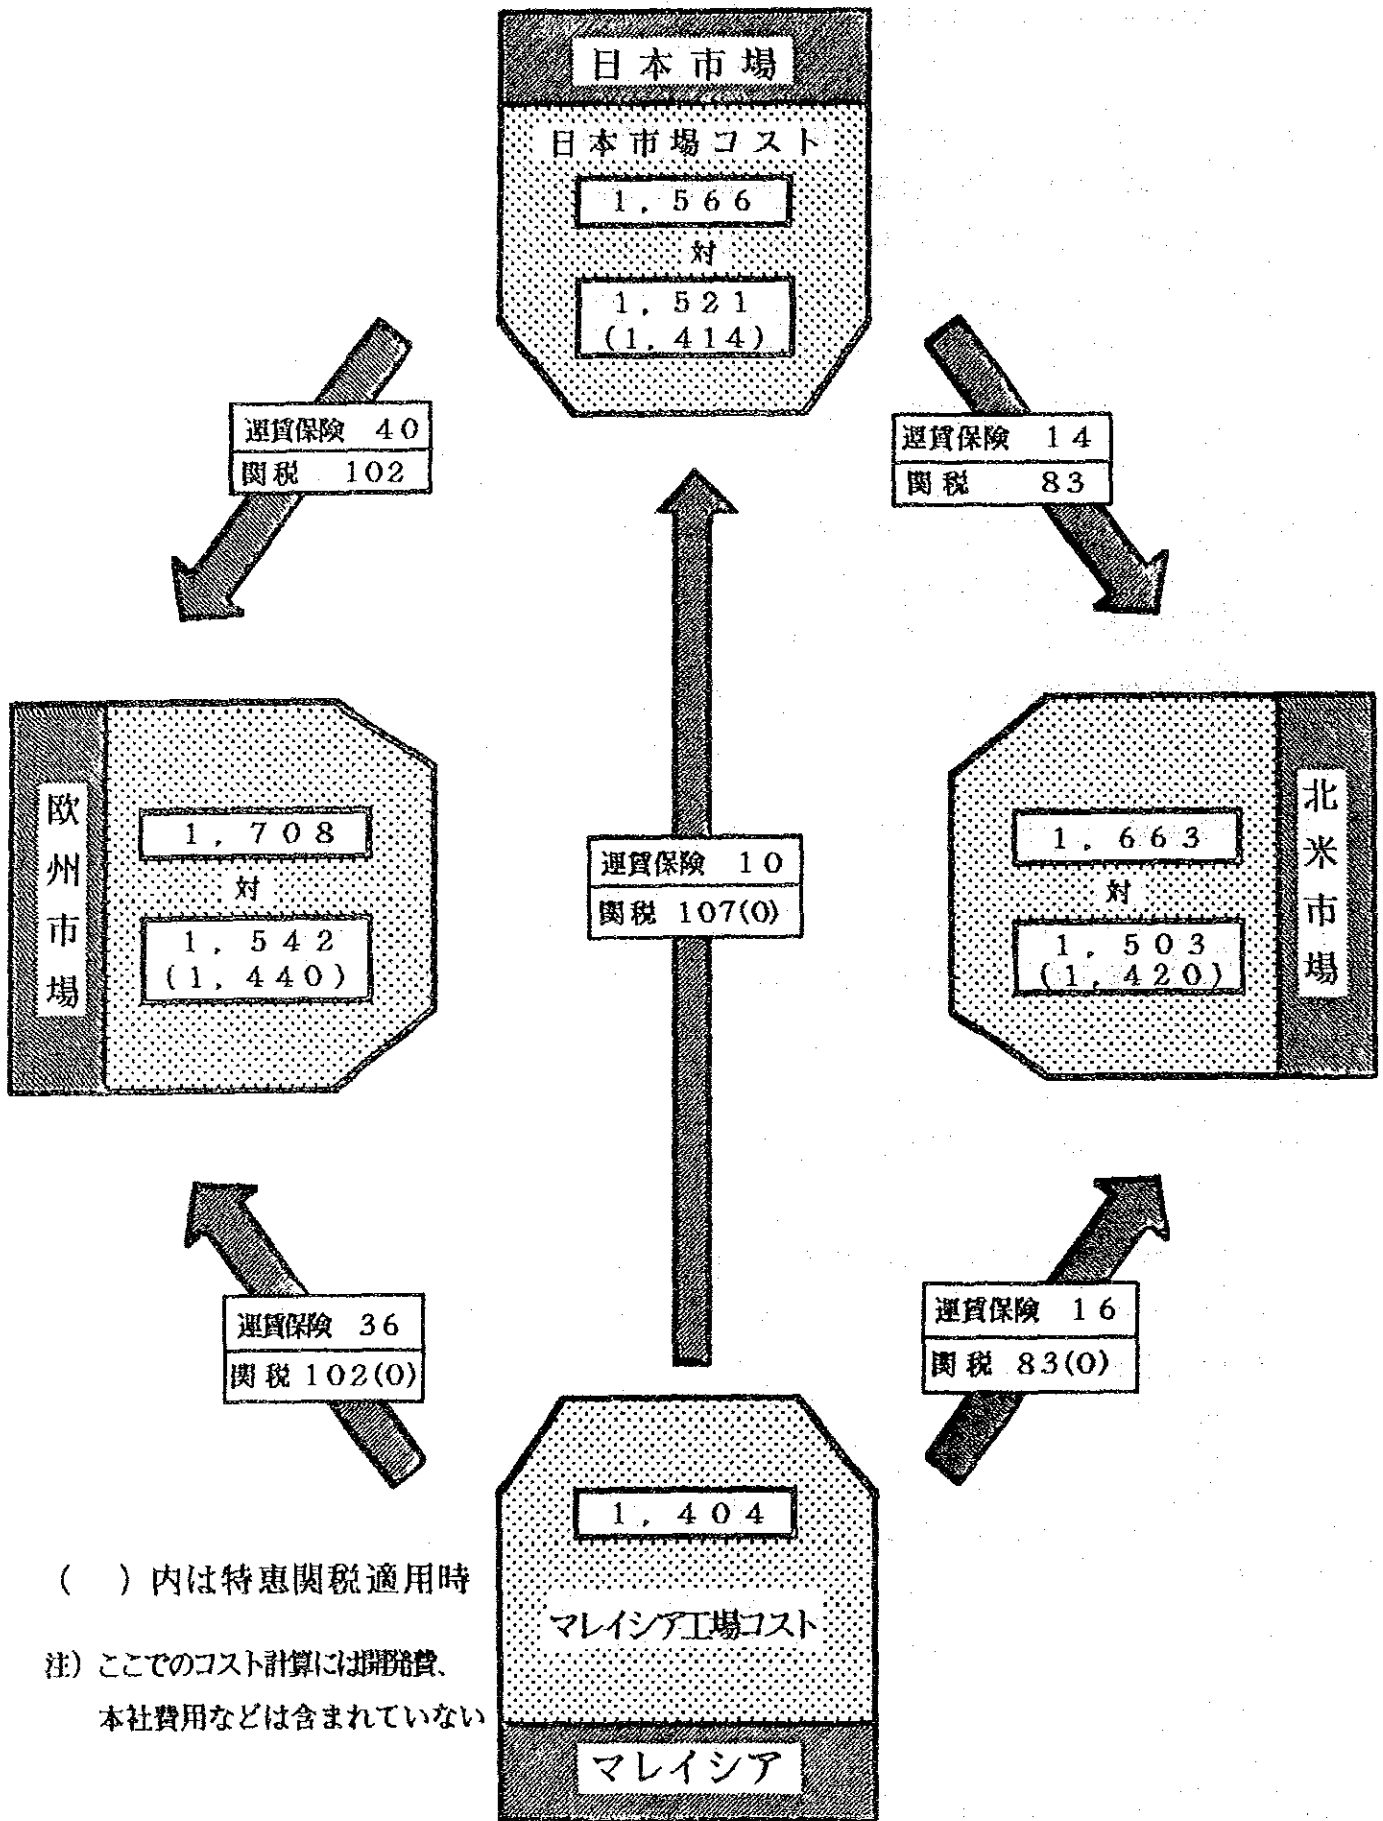 日本市場
日本市場コスト
1,566
対
1,521
(1,414)
運賃保険 40
関税 102
運賃保険 14
関税 83
欧州市場
1,708
対
1,542
(1,440)
運賃保険 10
関税 107(0)
北米市場
1,663
対
1,503
(1,420)
運賃保険 36
関税 102(0)
運賃保険 16
関税 83(0)
1,404
マレイシア工場コスト
マレイシア
( )内は特恵関税適用時
注) ここでのコスト計算には開発費、
本社費用などは含まれていない